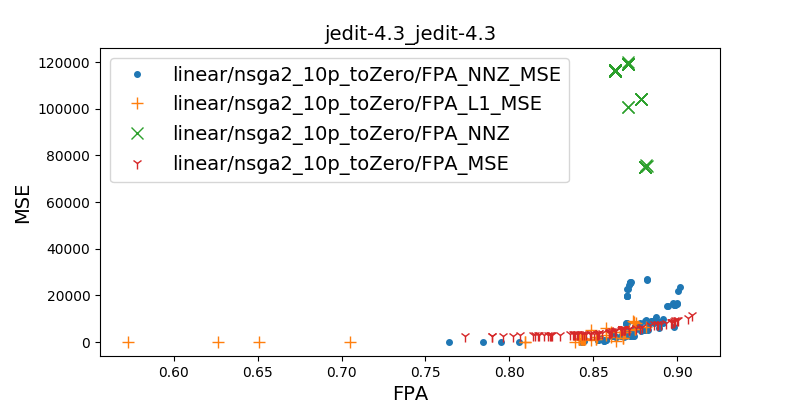 jedit-4.3_jedit-4.3
120000
100000
80000
60000
40000
20000
0
MSE
linear/nsga2_10p_toZero/FPA_NNZ_MSE
linear/nsga2_10p_toZero/FPA_L1_MSE
linear/nsga2_10p_toZero/FPA_NNZ
linear/nsga2_10p_toZero/FPA_MSE
0.60 0.65 0.70 0.75 0.80 0.85 0.90
FPA